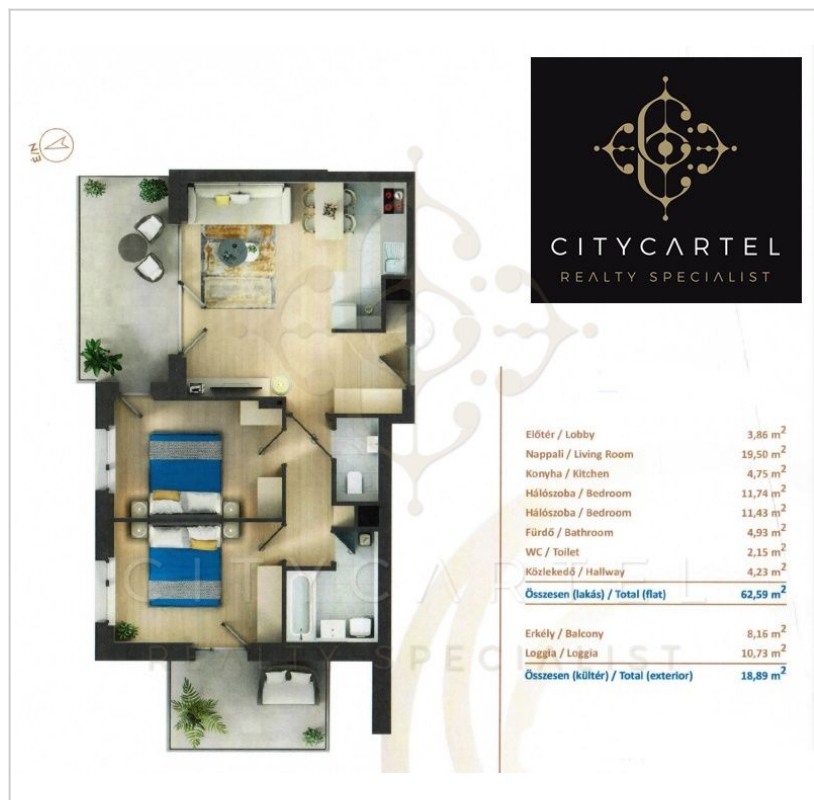 É/N
CITYCARTEL
REALTY SPECIALIST
Előtér / Lobby 3,86 m²
Nappali / Living Room 19,50 m²
Konyha / Kitchen 4,75 m²
Hálószoba / Bedroom 11,74 m²
Hálószoba / Bedroom 11,43 m²
Fürdő / Bathroom 4,93 m²
WC / Toilet 2,15 m²
Közlekedő / Hallway 4,23 m²
Összesen (lakás) / Total (flat) 62,59 m²
Erkély / Balcony 8,16 m²
Loggia / Loggia 10,73 m²
Összesen (kültér) / Total (exterior) 18,89 m²
CITYCARTEL
REALTY SPECIALIST